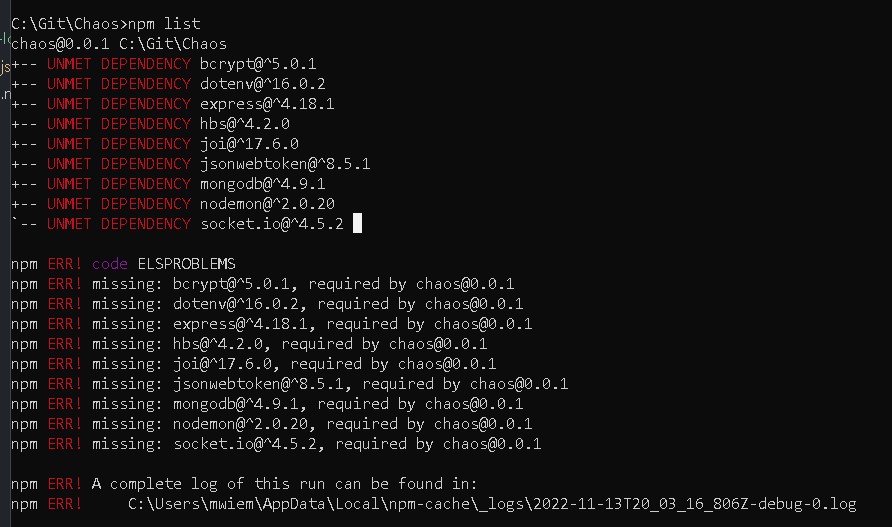 C:\Git\Chaos>npm list
chaos@0.0.1 C:\Git\Chaos
+-- UNMET DEPENDENCY bcrypt@^5.0.1
+-- UNMET DEPENDENCY dotenv@^16.0.2
+-- UNMET DEPENDENCY express@^4.18.1
+-- UNMET DEPENDENCY hbs@^4.2.0
+-- UNMET DEPENDENCY joi@^17.6.0
+-- UNMET DEPENDENCY jsonwebtoken@^8.5.1
+-- UNMET DEPENDENCY mongodb@^4.9.1
+-- UNMET DEPENDENCY nodemon@^2.0.20
`-- UNMET DEPENDENCY socket.io@^4.5.2
npm ERR! code ELSPROBLEMS
npm ERR! missing: bcrypt@^5.0.1, required by chaos@0.0.1
npm ERR! missing: dotenv@^16.0.2, required by chaos@0.0.1
npm ERR! missing: express@^4.18.1, required by chaos@0.0.1
npm ERR! missing: hbs@^4.2.0, required by chaos@0.0.1
npm ERR! missing: joi@^17.6.0, required by chaos@0.0.1
npm ERR! missing: jsonwebtoken@^8.5.1, required by chaos@0.0.1
npm ERR! missing: mongodb@^4.9.1, required by chaos@0.0.1
npm ERR! missing: nodemon@^2.0.20, required by chaos@0.0.1
npm ERR! missing: socket.io@^4.5.2, required by chaos@0.0.1
npm ERR! A complete log of this run can be found in:
npm ERR!     C:\Users\mwiem\AppData\Local\npm-cache\_logs\2022-11-13T20_03_16_806Z-debug-0.log